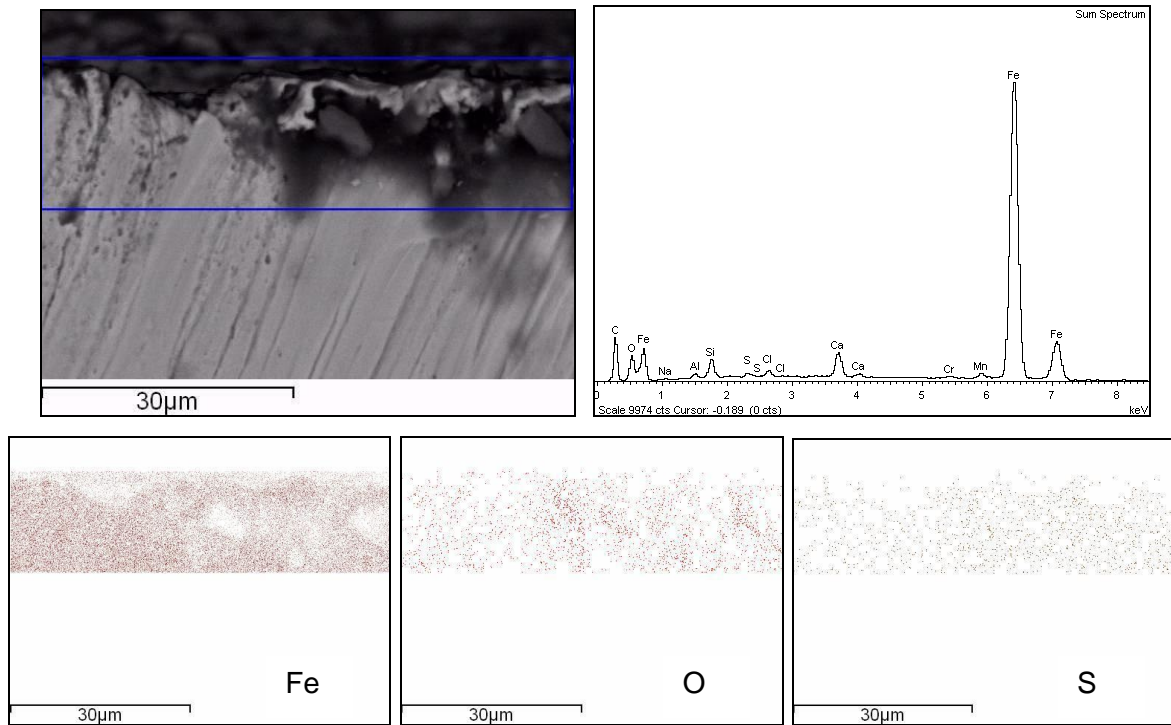 Sum Spectrum
Fe
C
O
Fe
Na
Al
Si
S
S
Cl
Cl
Ca
Ca
Cr
Mn
Fe
0 1 2 3 4 5 6 7 8
Scale 9974 cts Cursor: -0.189 (0 cts)
keV
30μm
Fe
30μm
O
30μm
S
30μm